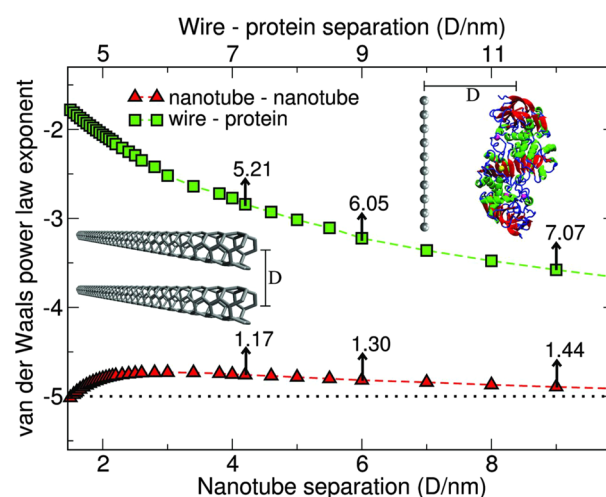 Wire - protein separation (D/nm)
5 7 9 11
van der Waals power law exponent
-2
-3
-4
-5
nanotube - nanotube
wire - protein
D
5.21
6.05
7.07
D
1.17
1.30
1.44
2 4 6 8
Nanotube separation (D/nm)